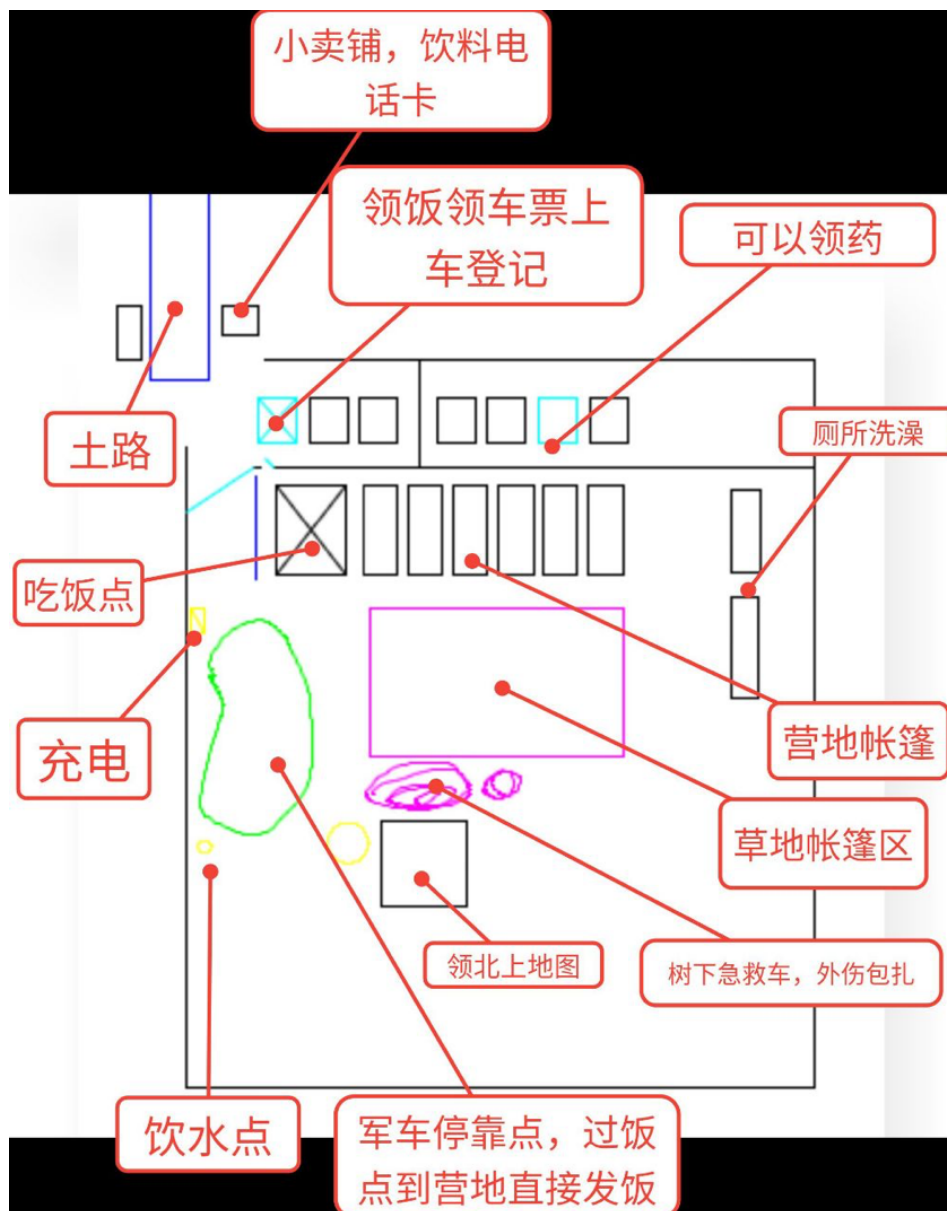 小卖铺，饮料电
话卡
领饭领车票上
车登记
可以领药
土路
厕所洗澡
吃饭点
充电
营地帐篷
草地帐篷区
领北上地图
树下急救车，外伤包扎
饮水点
军车停靠点，过饭
点到营地直接发饭